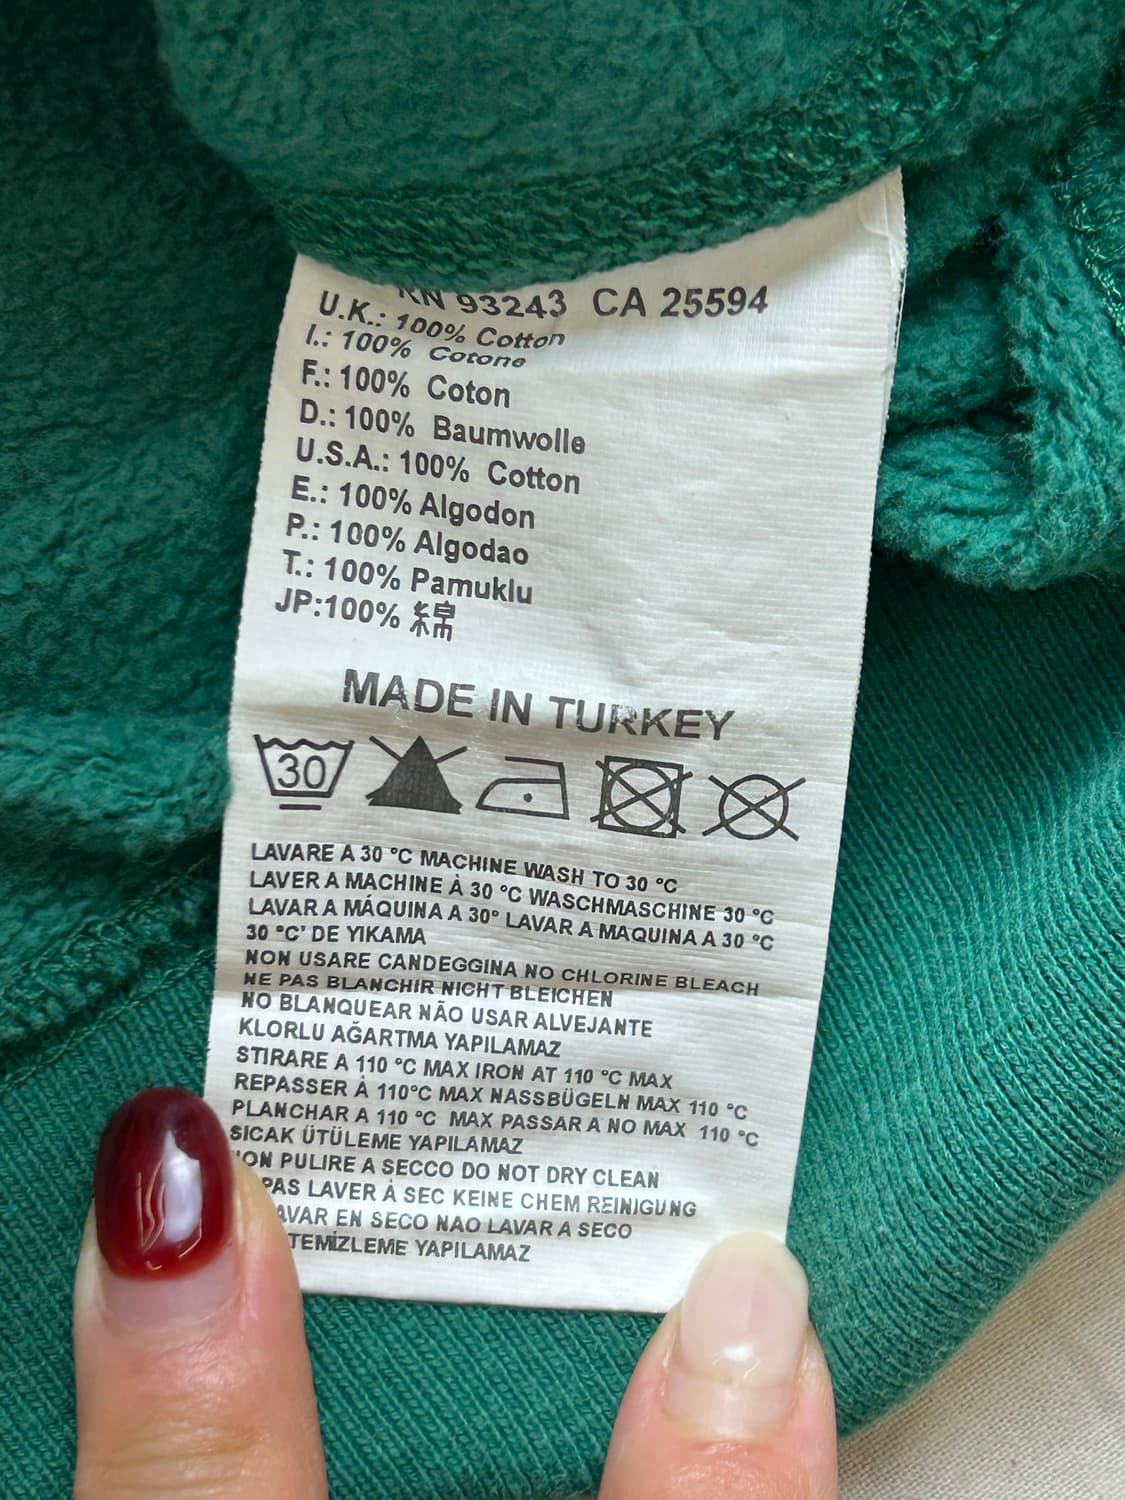 RN 93243 CA 25594
U.K.: 100% Cotton
I.: 100% Cotone
F.: 100% Coton
D.: 100% Baumwolle
U.S.A.: 100% Cotton
E.: 100% Algodon
P.: 100% Algodao
T.: 100% Pamuklu
JP:100% 綿
MADE IN TURKEY
30
LAVARE A 30 °C MACHINE WASH TO 30 °C
LAVER A MACHINE À 30 °C WASCHMASCHINE 30 °C
LAVAR A MÁQUINA A 30° LAVAR A MAQUINA A 30 °C
30 °C' DE YIKAMA
NON USARE CANDEGGINA NO CHLORINE BLEACH
NE PAS BLANCHIR NICHT BLEICHEN
NO BLANQUEAR NÃO USAR ALVEJANTE
KLORLU AĞARTMA YAPILAMAZ
STIRARE A 110 °C MAX IRON AT 110 °C MAX
REPASSER À 110°C MAX NASSBÜGELN MAX 110 °C
PLANCHAR A 110 °C MAX PASSAR A NO MAX 110 °C
SICAK ÜTÜLEME YAPILAMAZ
PULIRE A SECCO DO NOT DRY CLEAN
PAS LAVER À SEC KEINE CHEM REINIGUNG
EN SECO NAO LAVAR A SECO
TEMİZLEME YAPILAMAZ